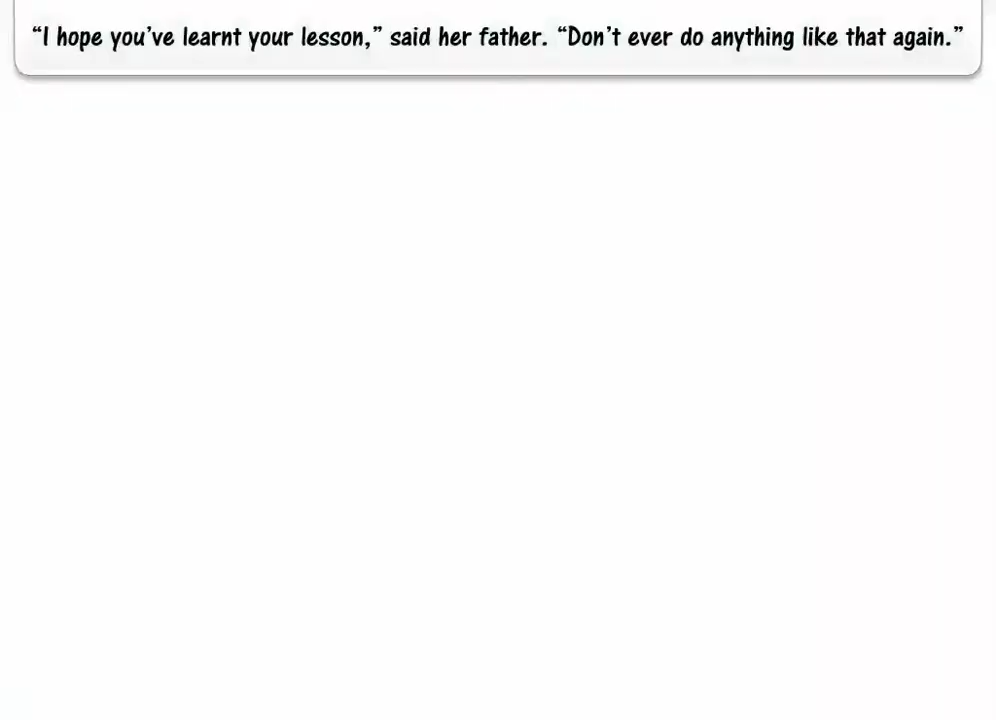 “I hope you’ve learnt your lesson,” said her father. “Don’t ever do anything like that again.”